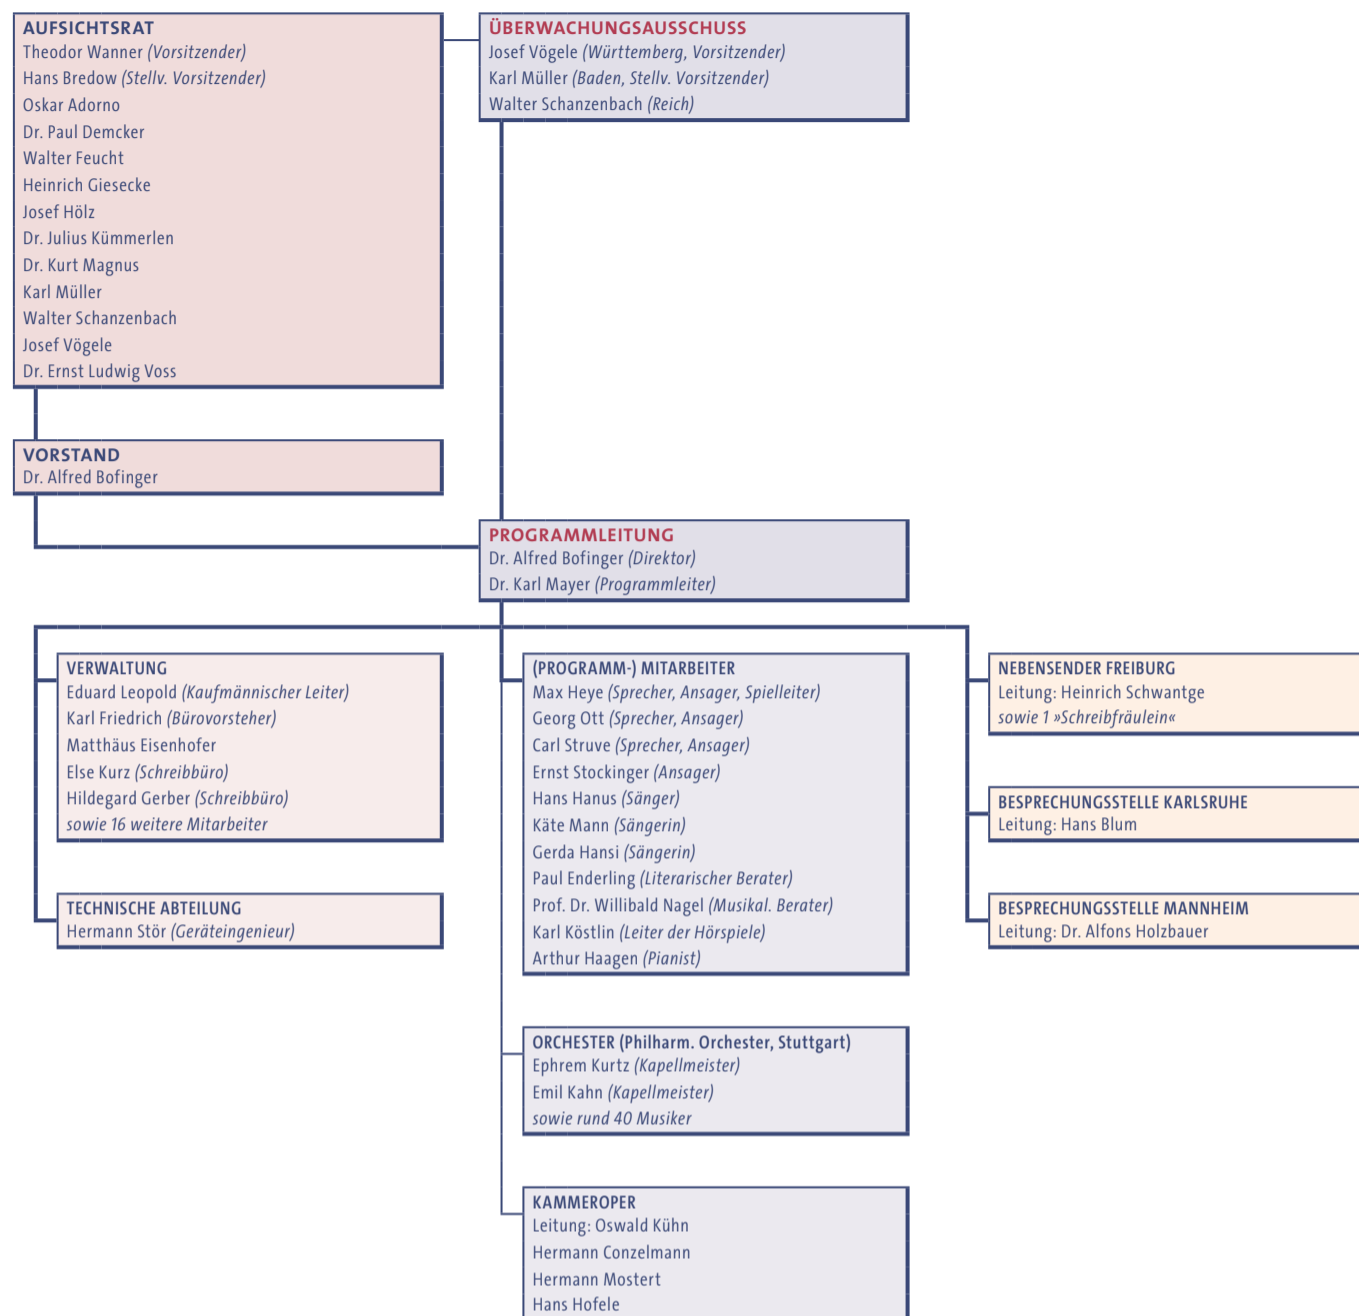 AUFSICHTSRAT
Theodor Wanner (Vorsitzender)
Hans Bredow (Stellv. Vorsitzender)
Oskar Adorno
Dr. Paul Demcker
Walter Feucht
Heinrich Giesecke
Josef Hölz
Dr. Julius Kümmerlen
Dr. Kurt Magnus
Karl Müller
Walter Schanzenbach
Josef Vögele
Dr. Ernst Ludwig Voss
ÜBERWACHUNGSAUSSCHUSS
Josef Vögele (Württemberg, Vorsitzender)
Karl Müller (Baden, Stellv. Vorsitzender)
Walter Schanzenbach (Reich)
VORSTAND
Dr. Alfred Bofinger
PROGRAMMLEITUNG
Dr. Alfred Bofinger (Direktor)
Dr. Karl Mayer (Programmleiter)
VERWALTUNG
Eduard Leopold (Kaufmännischer Leiter)
Karl Friedrich (Bürovorsteher)
Matthäus Eisenhofer
Else Kurz (Schreibbüro)
Hildegard Gerber (Schreibbüro)
sowie 16 weitere Mitarbeiter
TECHNISCHE ABTEILUNG
Hermann Stör (Geräteingenieur)
(PROGRAMM-) MITARBEITER
Max Heye (Sprecher, Ansager, Spielleiter)
Georg Ott (Sprecher, Ansager)
Carl Struve (Sprecher, Ansager)
Ernst Stockinger (Ansager)
Hans Hanus (Sänger)
Käte Mann (Sängerin)
Gerda Hansi (Sängerin)
Paul Enderling (Literarischer Berater)
Prof. Dr. Willibald Nagel (Musikal. Berater)
Karl Köstlin (Leiter der Hörspiele)
Arthur Haagen (Pianist)
ORCHESTER (Philharm. Orchester, Stuttgart)
Ephrem Kurtz (Kapellmeister)
Emil Kahn (Kapellmeister)
sowie rund 40 Musiker
KAMMEROPER
Leitung: Oswald Kühn
Hermann Conzelmann
Hermann Mostert
Hans Hofele
NEBENSENDER FREIBURG
Leitung: Heinrich Schwantge
sowie 1 »Schreibfräulein«
BESPRECHUNGSSTELLE KARLSRUHE
Leitung: Hans Blum
BESPRECHUNGSSTELLE MANNHEIM
Leitung: Dr. Alfons Holzbauer